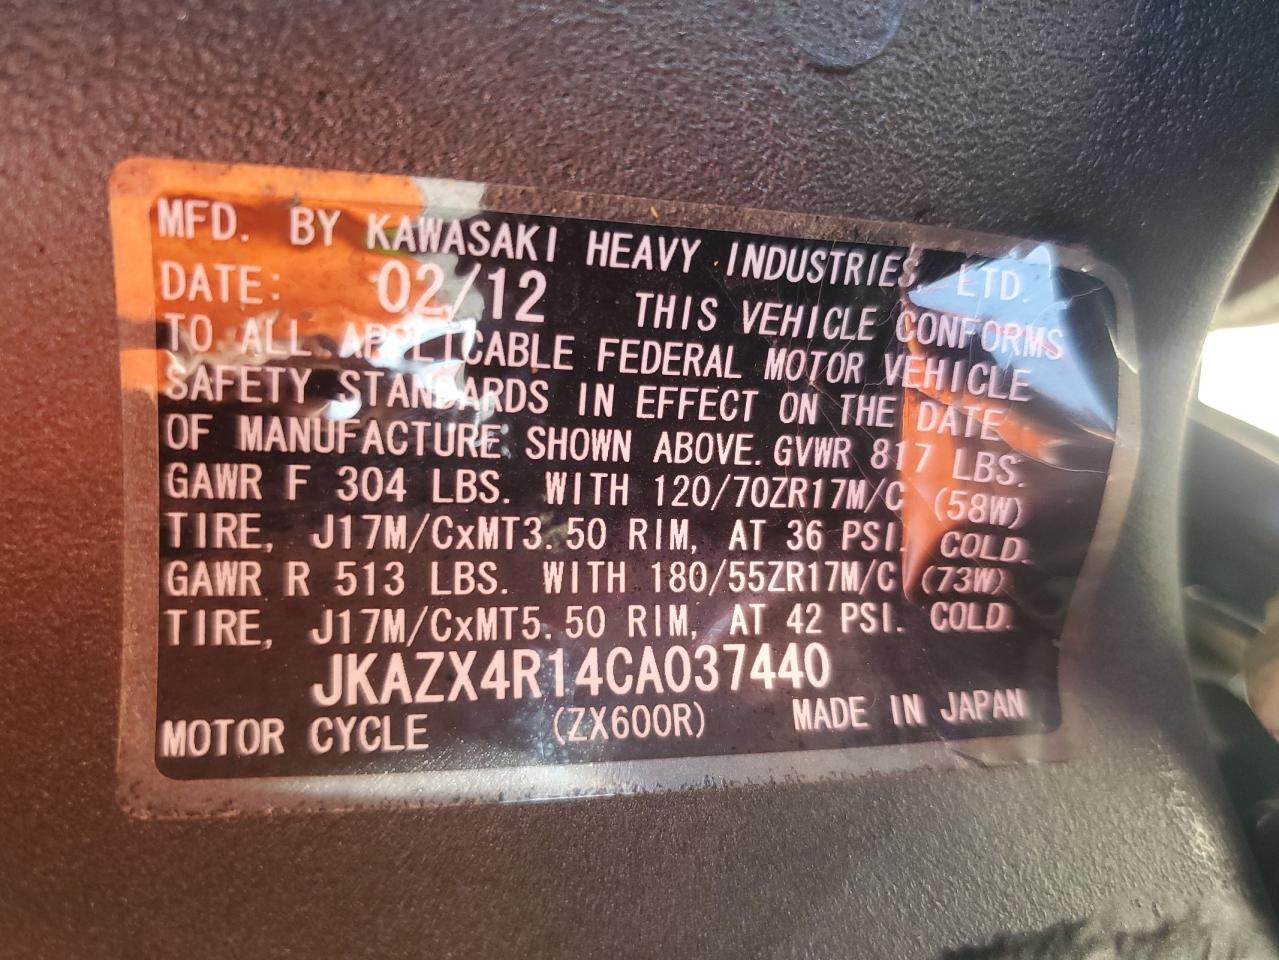 MFD. BY KAWASAKI HEAVY INDUSTRIES, LTD.
DATE: 02/12 THIS VEHICLE CONFORMS
TO ALL APPLICABLE FEDERAL MOTOR VEHICLE
SAFETY STANDARDS IN EFFECT ON THE DATE
OF MANUFACTURE SHOWN ABOVE. GVWR 817 LBS.
GAWR F 304 LBS. WITH 120/70ZR17M/C (58W)
TIRE, J17M/CxMT3.50 RIM, AT 36 PSI. COLD.
GAWR R 513 LBS. WITH 180/55ZR17M/C (73W)
TIRE, J17M/CxMT5.50 RIM, AT 42 PSI. COLD.
JKAZX4R14CA037440
MOTOR CYCLE (ZX600R) MADE IN JAPAN